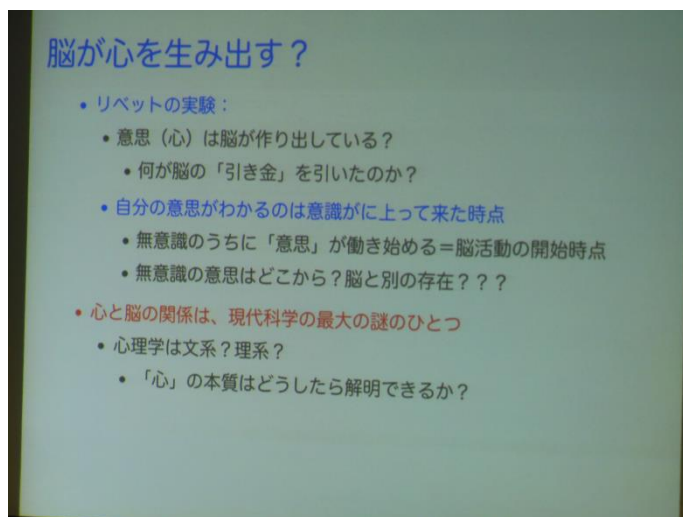 脳が心を生み出す？
• リベットの実験：
• 意思（心）は脳が作り出している？
• 何が脳の「引き金」を引いたのか？
• 自分の意思がわかるのは意識がに上って来た時点
• 無意識のうちに「意思」が働き始める＝脳活動の開始時点
• 無意識の意思はどこから？脳と別の存在？？？
• 心と脳の関係は、現代科学の最大の謎のひとつ
• 心理学は文系？理系？
• 「心」の本質はどうしたら解明できるか？